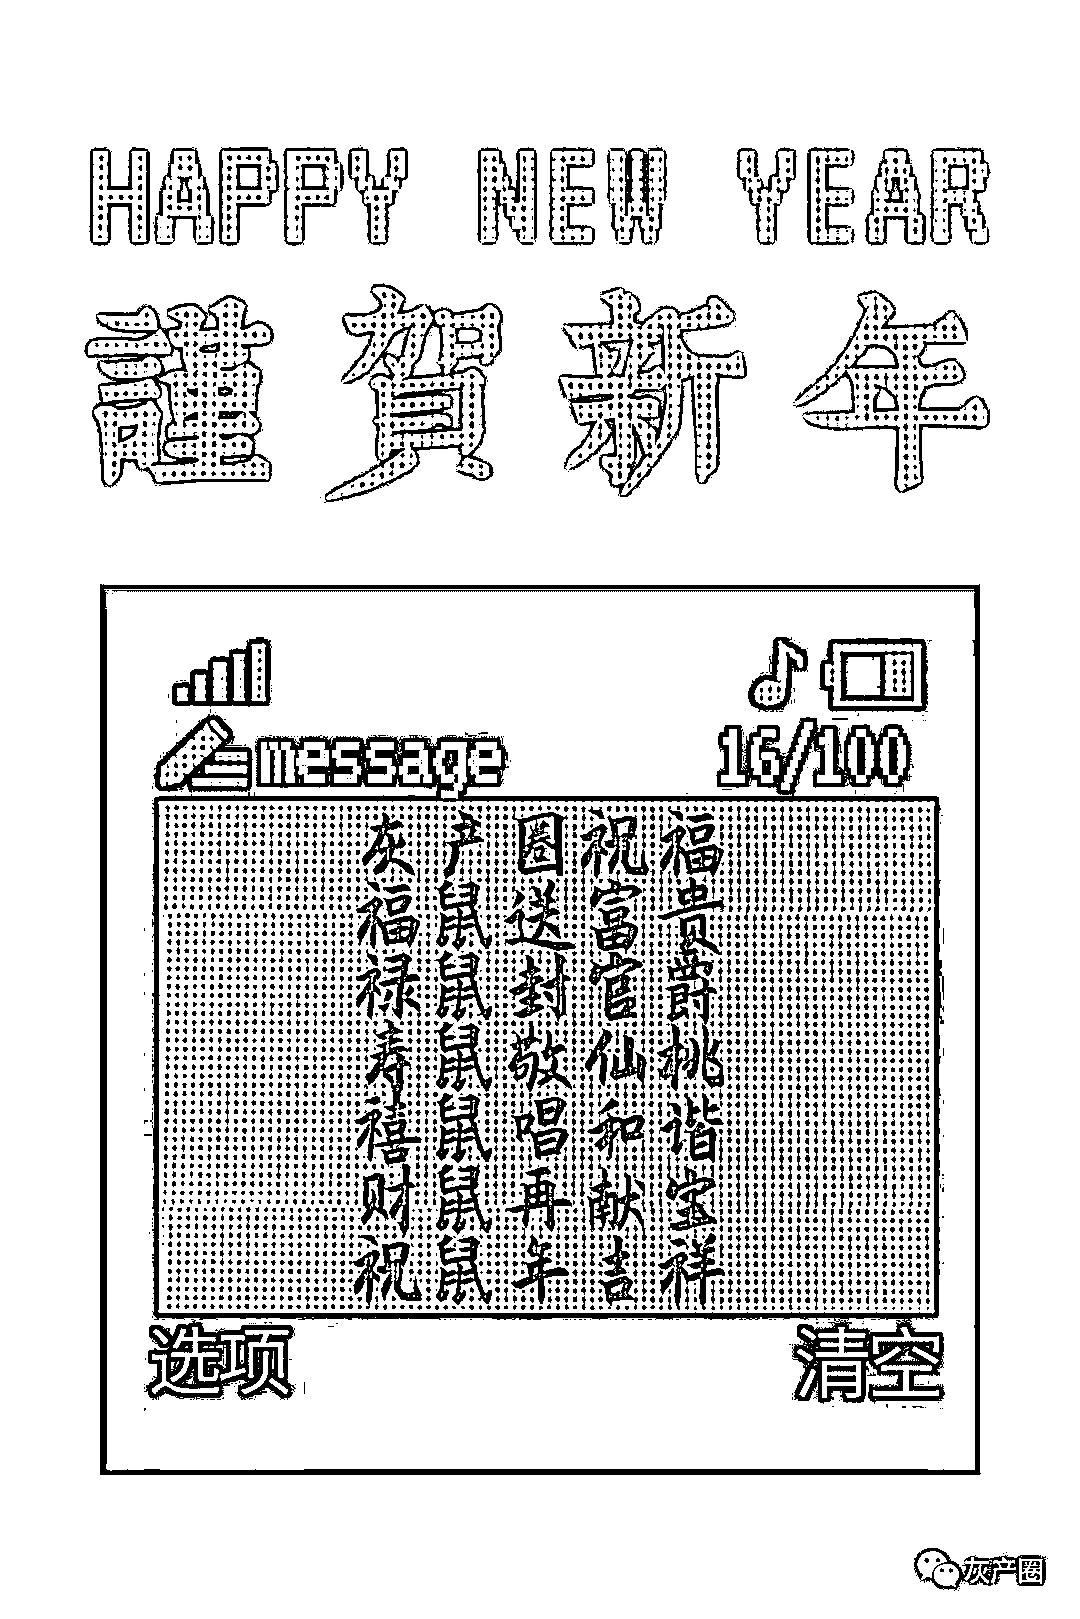 HAPPY NEW YEAR
謹賀新年
message 16/100
灰产圈祝福
福鼠送富贵
禄鼠封官爵
寿鼠敬仙桃
禧鼠唱和谐
财鼠再献宝
祝鼠年吉祥
选项 清空
灰产圈